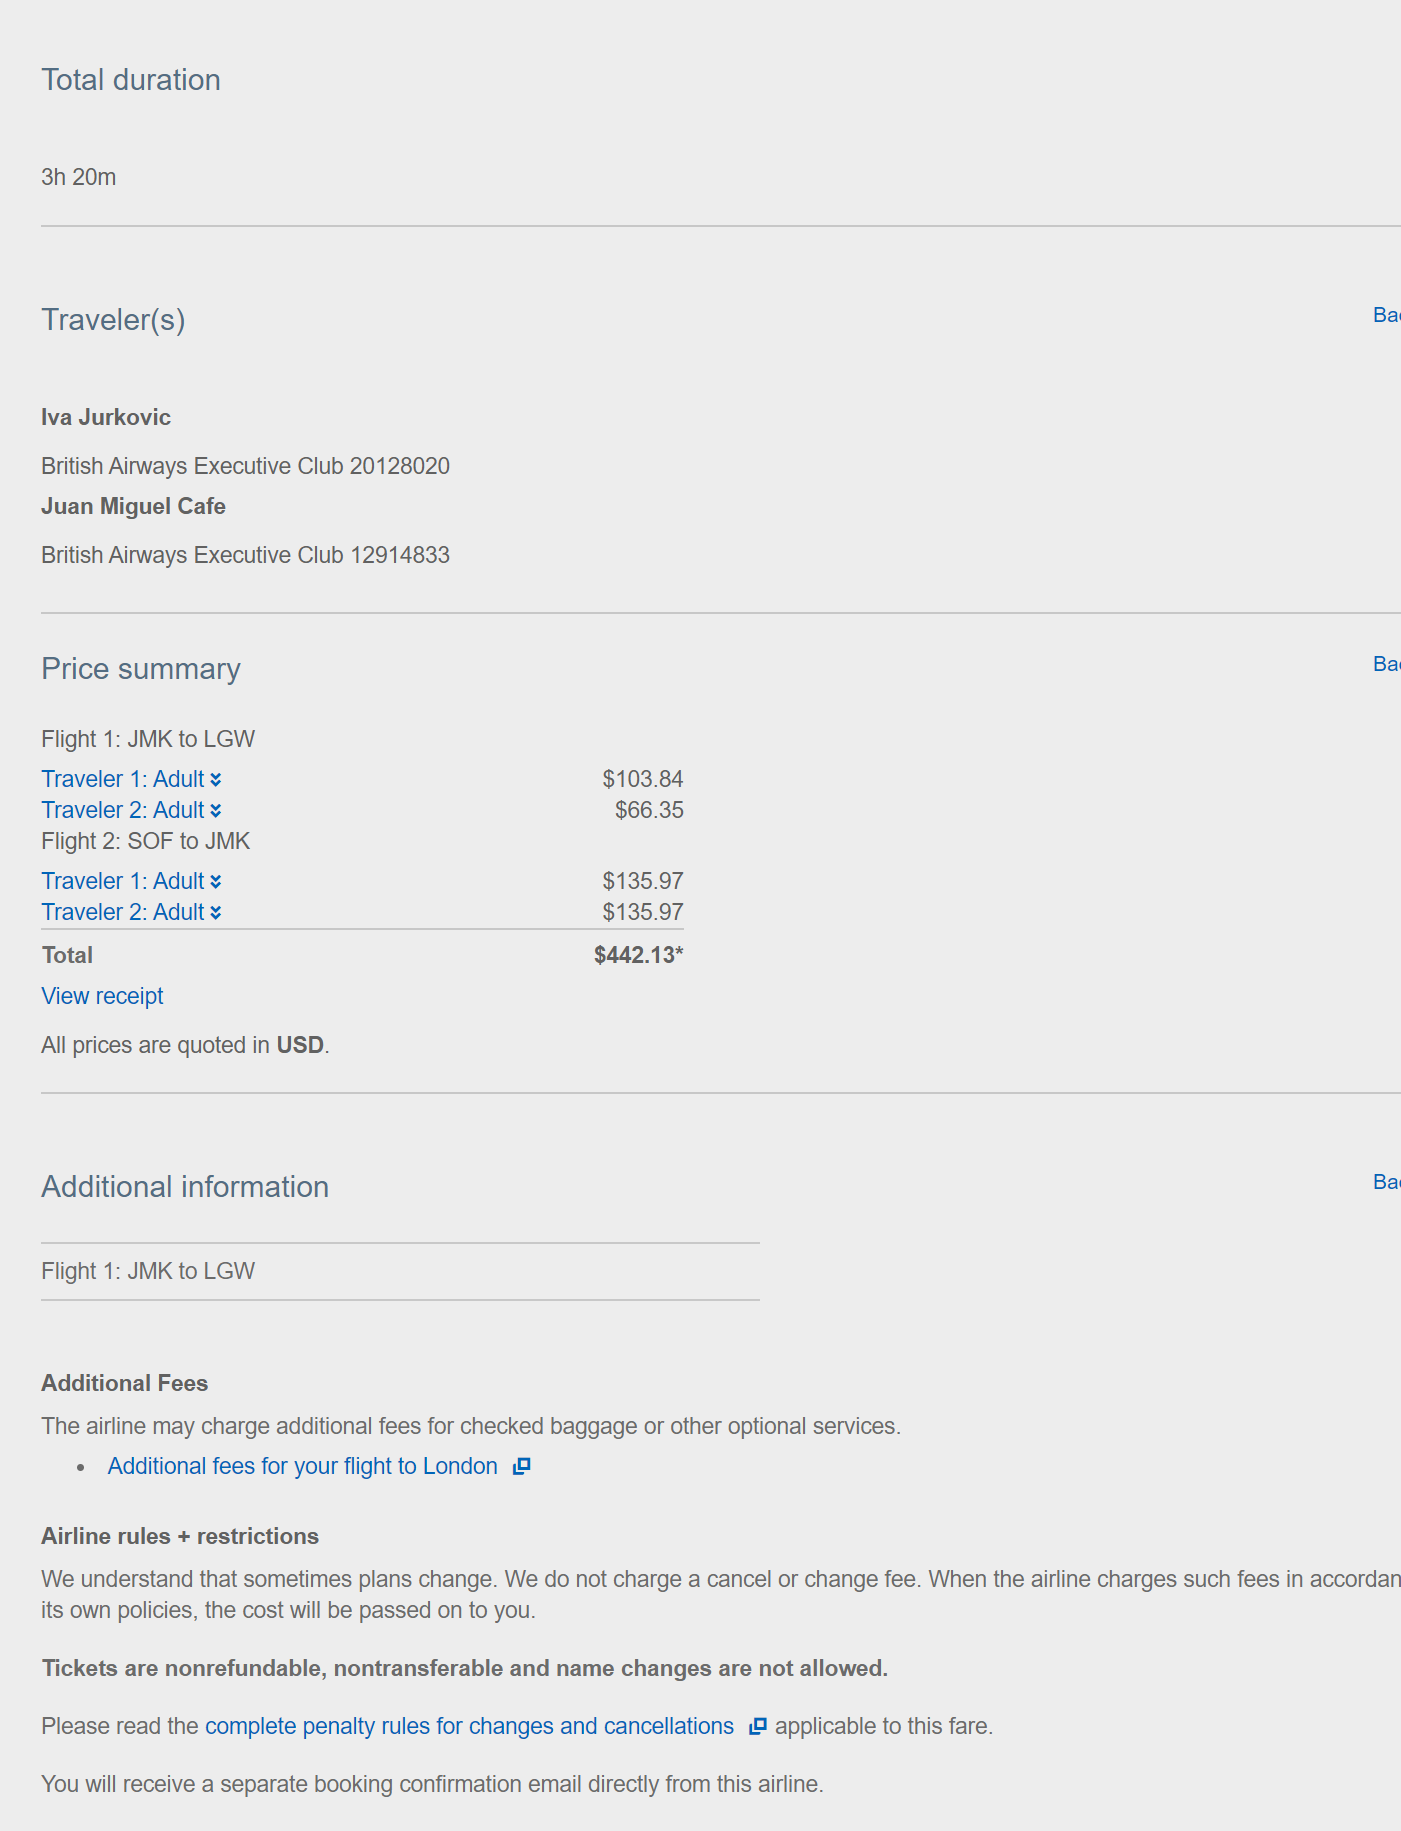 Total duration
3h 20m
Traveler(s)
Iva Jurkovic
British Airways Executive Club 20128020
Juan Miguel Cafe
British Airways Executive Club 12914833
Price summary
Flight 1: JMK to LGW
Traveler 1: Adult $103.84
Traveler 2: Adult $66.35
Flight 2: SOF to JMK
Traveler 1: Adult $135.97
Traveler 2: Adult $135.97
Total $442.13*
View receipt
All prices are quoted in USD.
Additional information
Flight 1: JMK to LGW
Additional Fees
The airline may charge additional fees for checked baggage or other optional services.
• Additional fees for your flight to London
Airline rules + restrictions
We understand that sometimes plans change. We do not charge a cancel or change fee. When the airline charges such fees in
its own policies, the cost will be passed on to you.
Tickets are nonrefundable, nontransferable and name changes are not allowed.
Please read the complete penalty rules for changes and cancellations applicable to this fare.
You will receive a separate booking confirmation email directly from this airline.